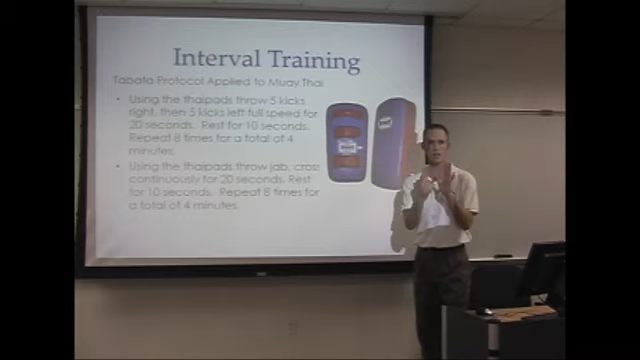 Interval Training
Tabata Protocol Applied to Muay Thai
• Using the thaipads throw 5 kicks
right, then 5 kicks left full speed for
20 seconds. Rest for 10 seconds.
Repeat 8 times for a total of 4
minutes.
• Using the thaipads throw jab, cross
continuously for 20 seconds. Rest
for 10 seconds. Repeat 8 times for
a total of 4 minutes.